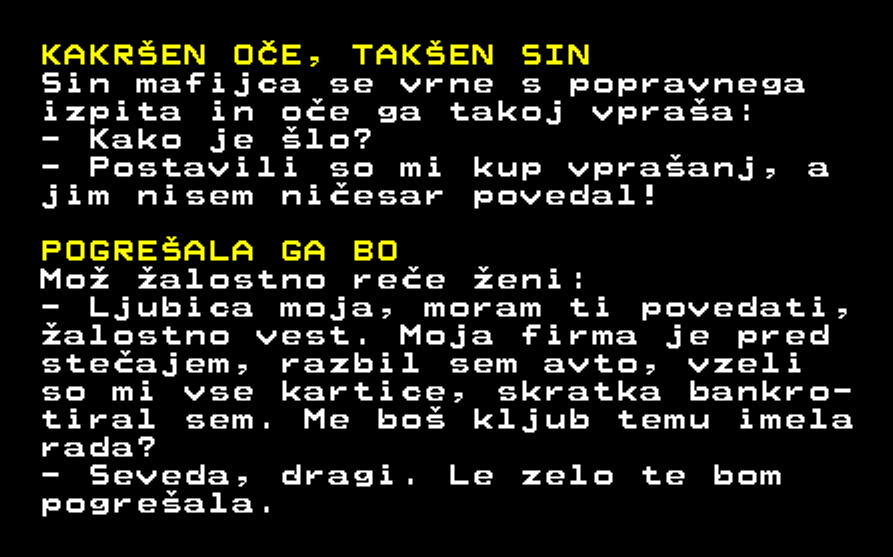 KAKRŠEN OČE, TAKŠEN SIN
Sin mafijca se vrne s popravnega
izpita in oče ga takoj vpraša:
- Kako je šlo?
- Postavili so mi kup vprašanj, a
jim nisem ničesar povedal!
POGREŠALA GA BO
Mož žalostno reče ženi:
- Ljubica moja, moram ti povedati,
žalostno vest. Moja firma je pred
stečajem, razbil sem avto, vzeli
so mi vse kartice, skratka bankro-
tiral sem. Me boš kljub temu imela
rada?
- Seveda, dragi. Le zelo te bom
pogrešala.